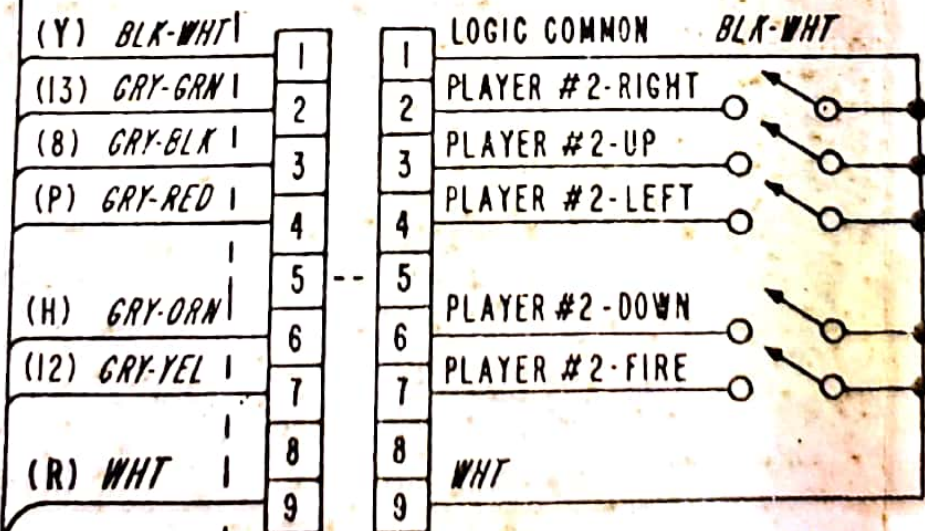 (Y) BLK-WHT 1 1 LOGIC COMMON BLK-WHT
(13) GRY-GRN 2 2 PLAYER #2-RIGHT
(8) GRY-BLK 3 3 PLAYER #2-UP
(P) GRY-RED 4 4 PLAYER #2-LEFT
5 -- 5
(H) GRY-ORN 6 6 PLAYER #2-DOWN
(12) GRY-YEL 7 7 PLAYER #2-FIRE
8 8
(R) WHT 9 9 WHT